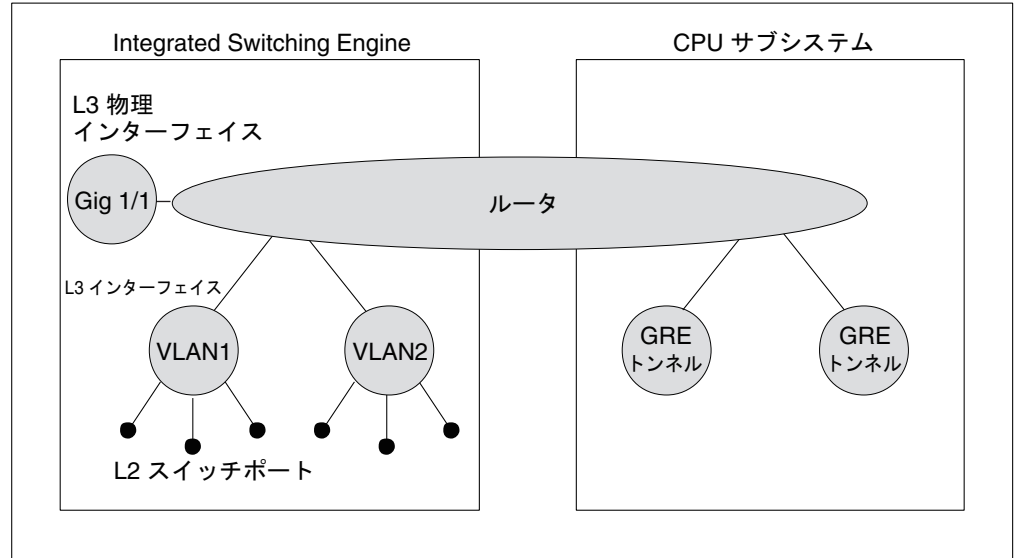 Integrated Switching Engine
CPU サブシステム
L3 物理
インターフェイス
Gig 1/1
ルータ
L3 インターフェイス
VLAN1
VLAN2
GRE
トンネル
GRE
トンネル
L2 スイッチポート